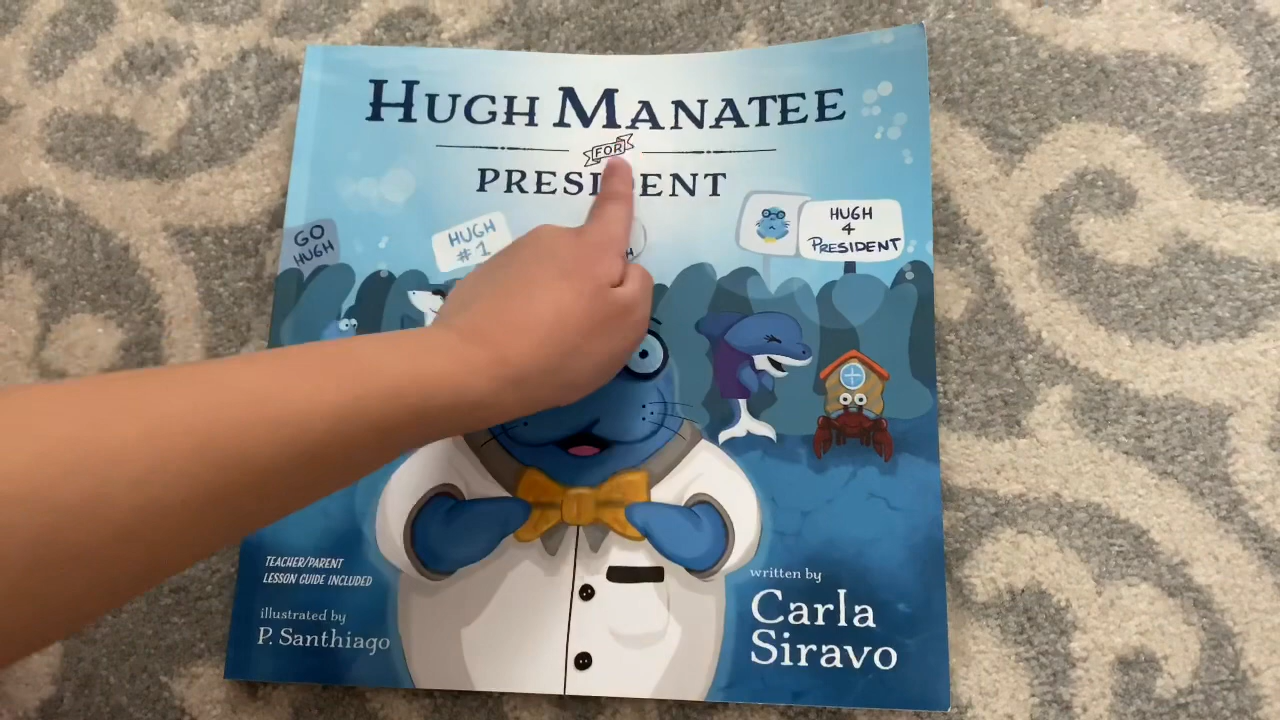 HUGH MANATEE
FOR
PRESIDENT
GO
HUGH
HUGH
#1
HUGH
4
PRESIDENT
TEACHER/PARENT
LESSON GUIDE INCLUDED
illustrated by
P. Santhiago
written by
Carla
Siravo